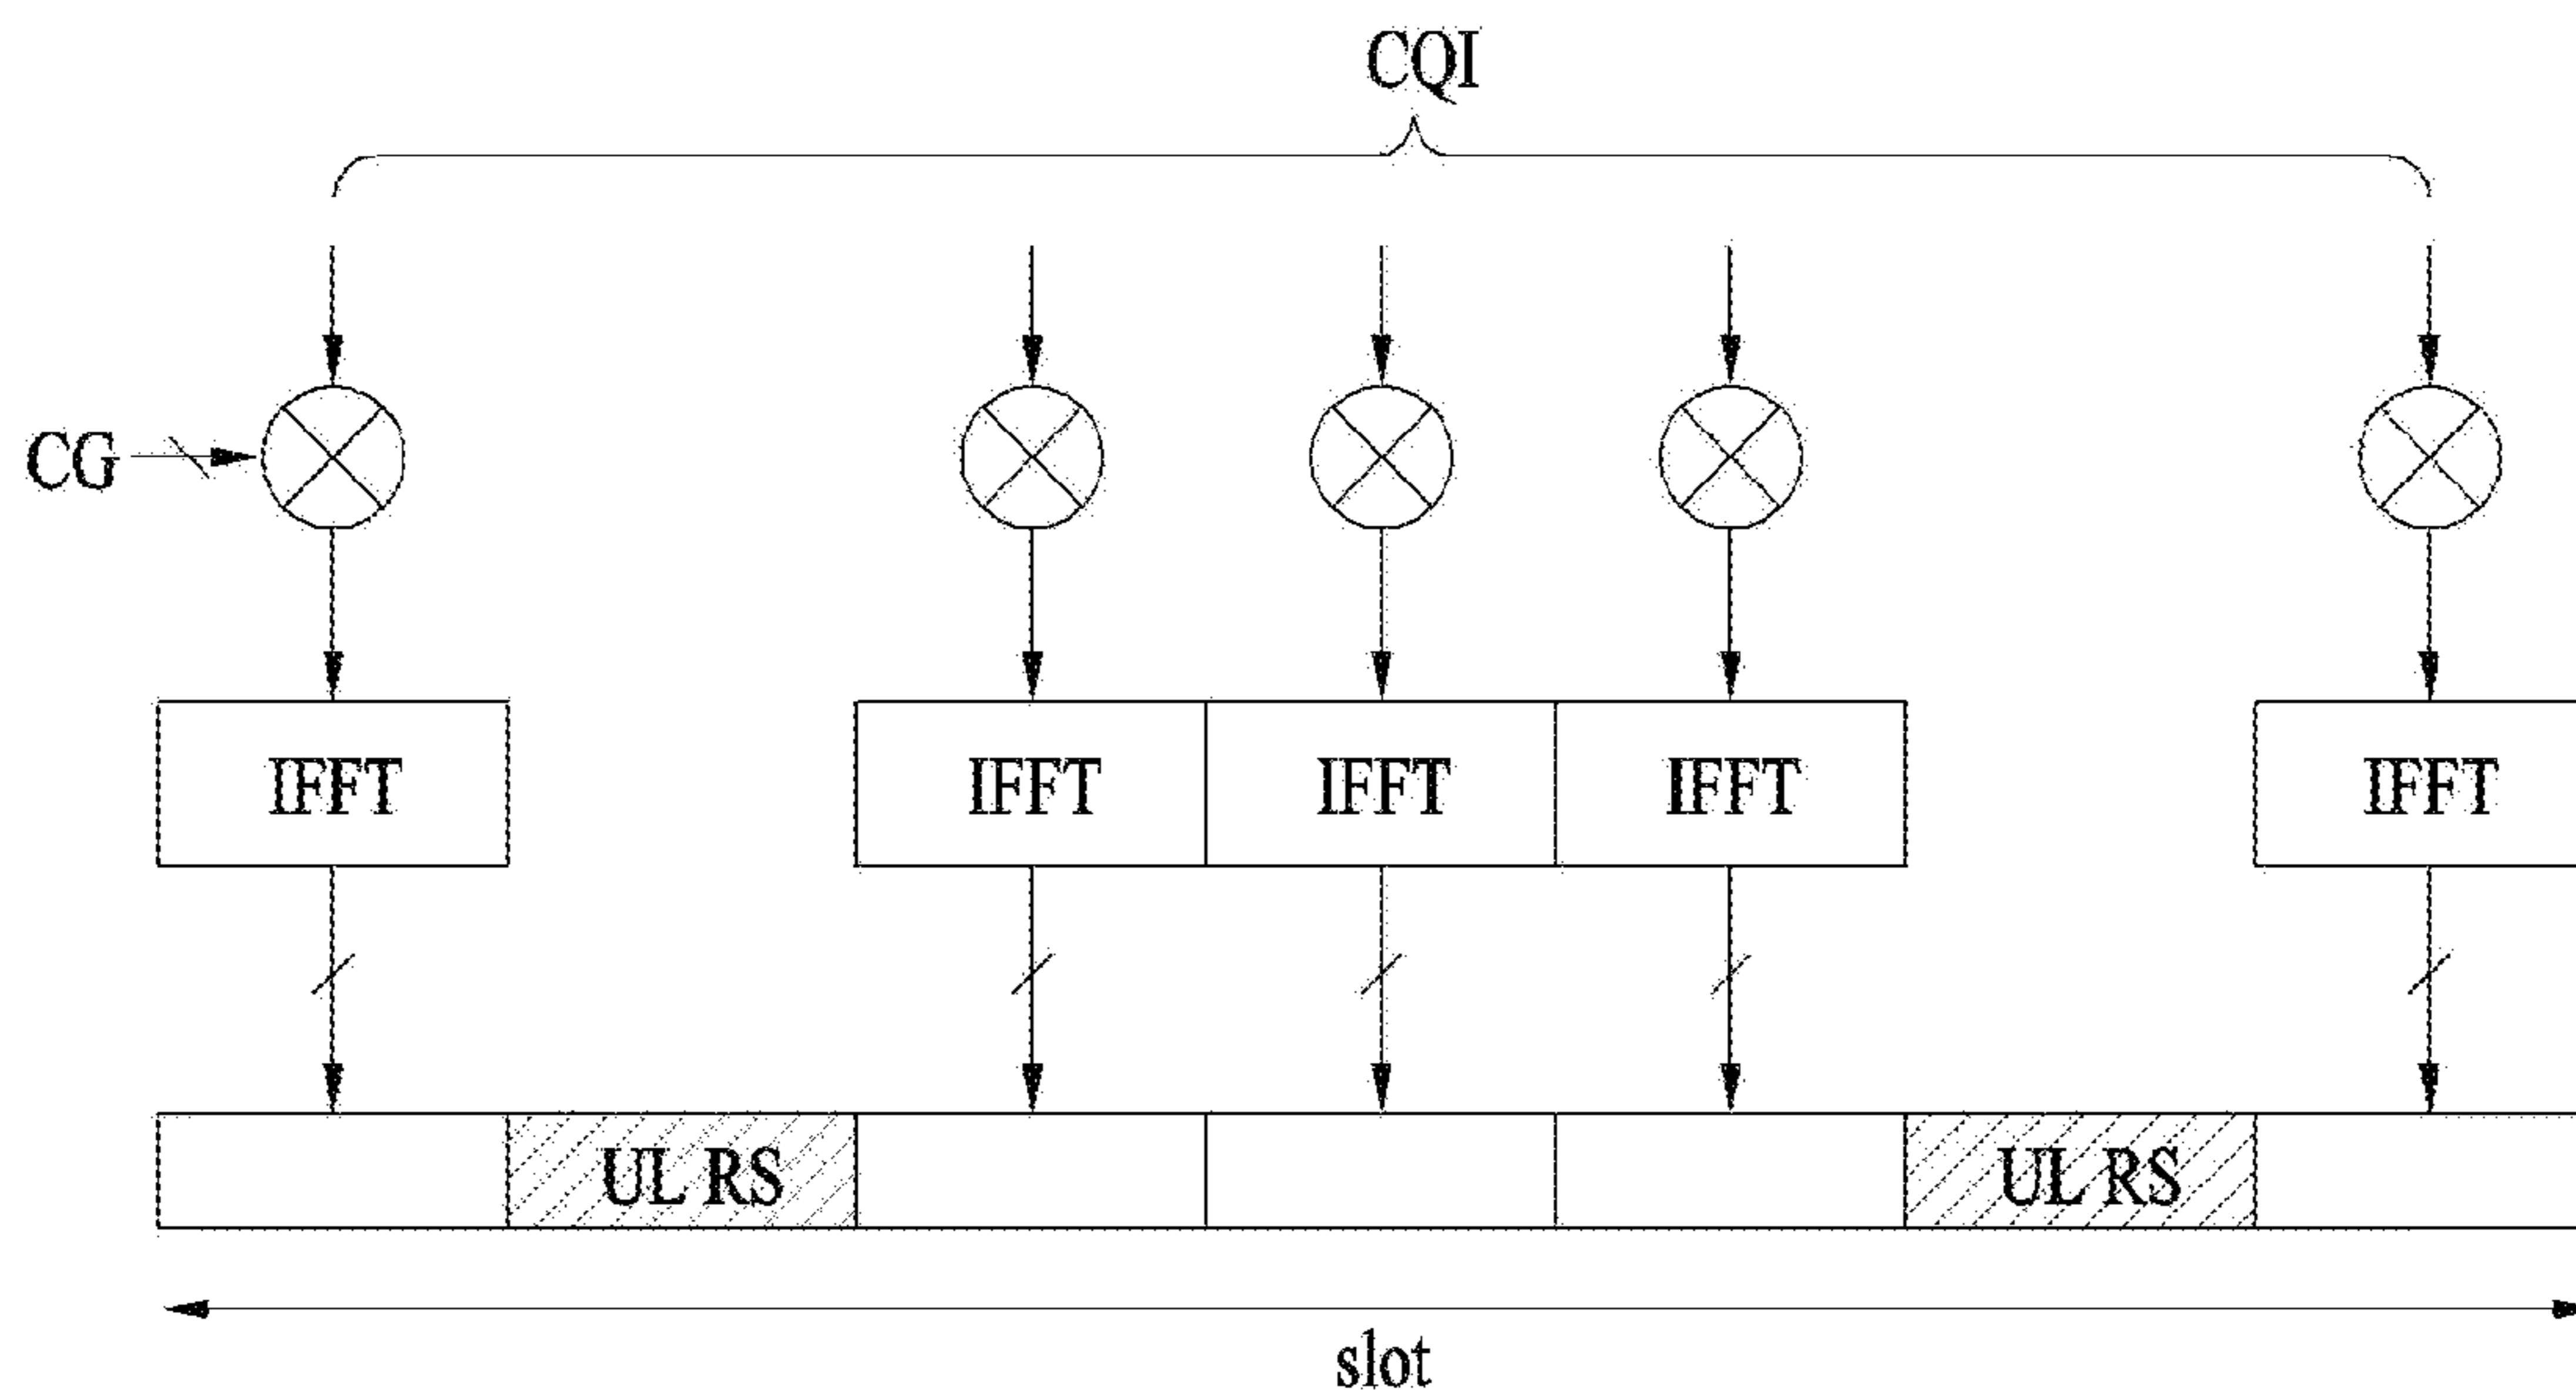 CQI
CG
IFFT IFFT IFFT IFFT IFFT
UL RS UL RS
slot